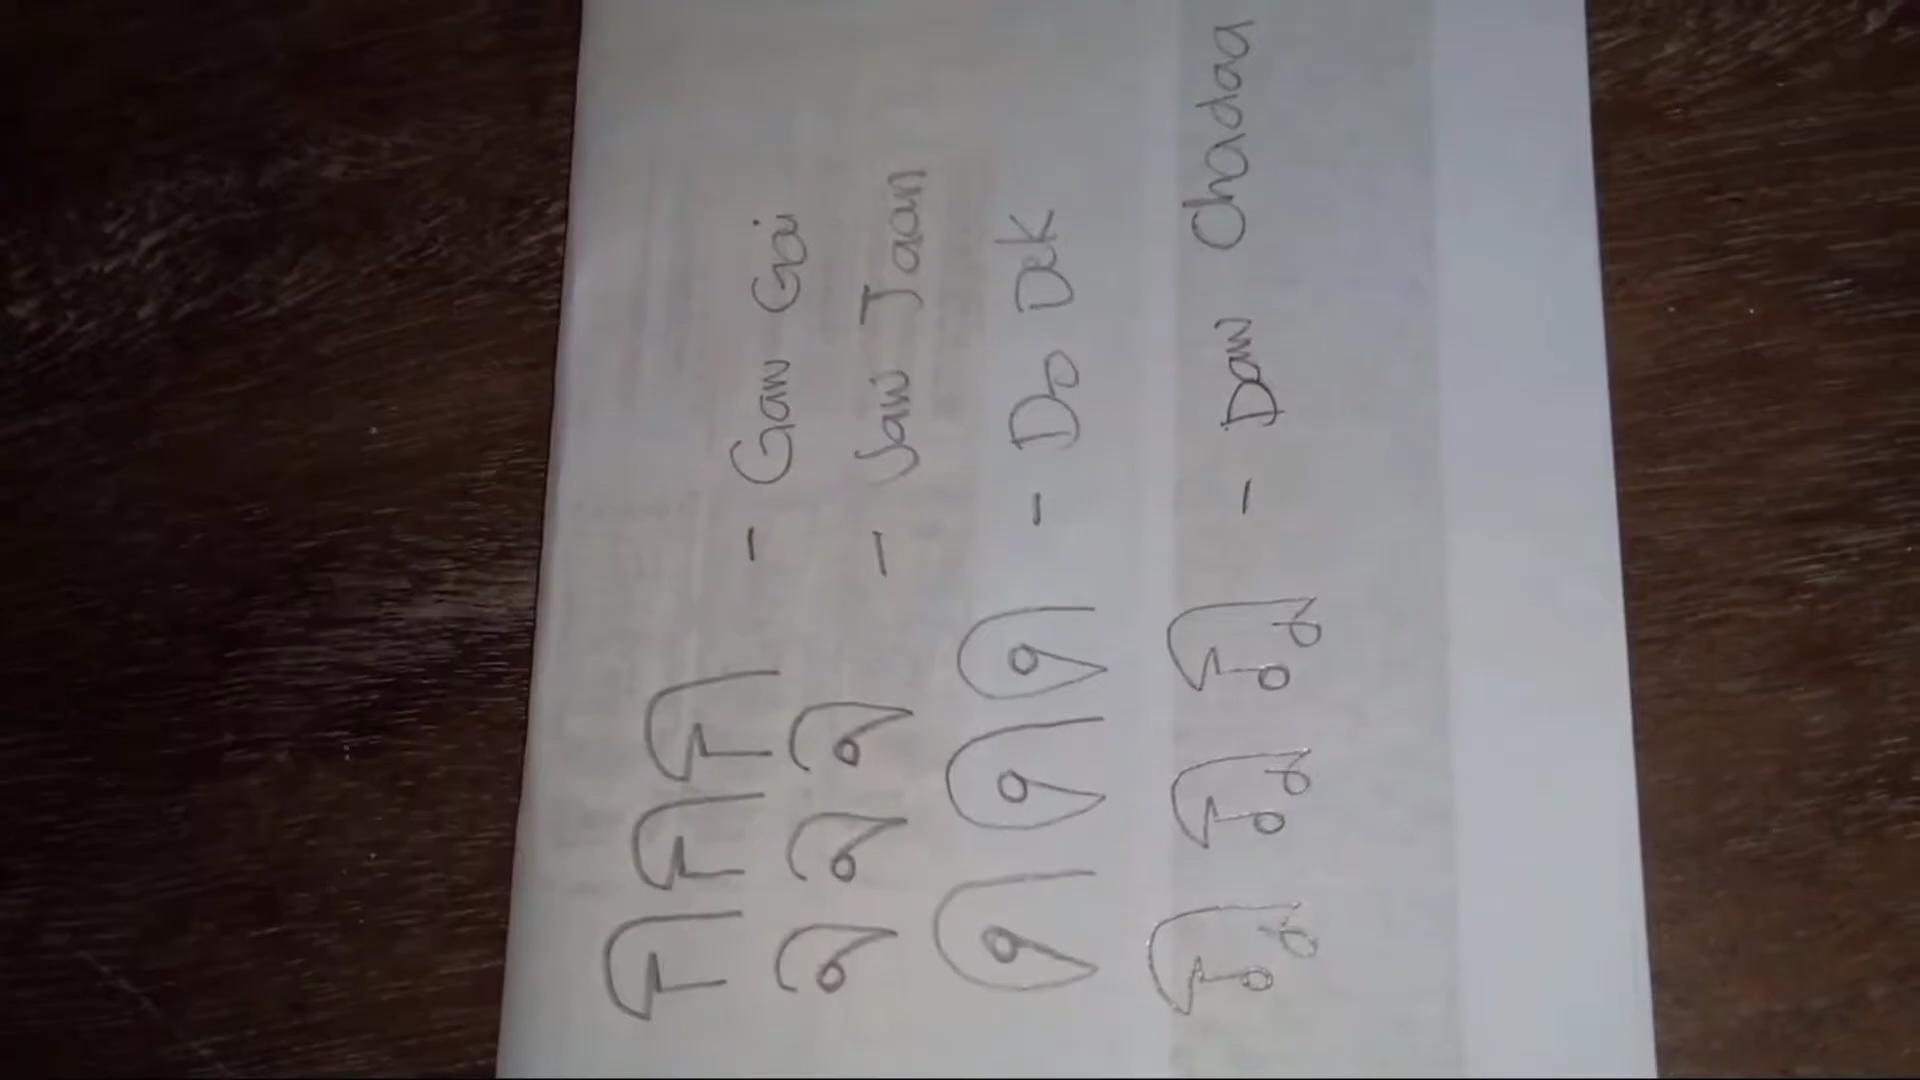 ก ก ก - Gaw Gai
จ จ จ - Jaw Jaan
ด ด ด - Do Dek
ฎ ฎ ฎ - Daw Chadaa